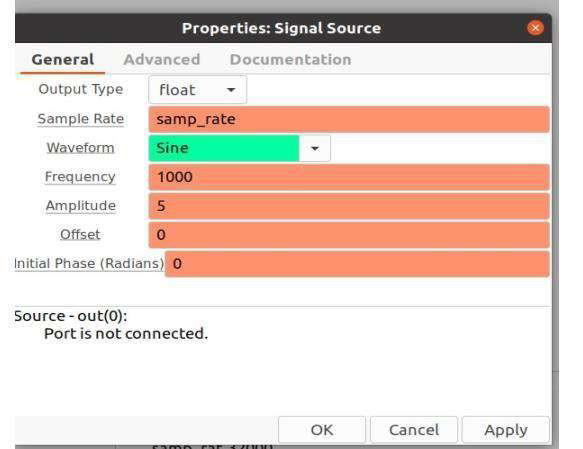 Properties: Signal Source
General Advanced Documentation
Output Type float
Sample Rate samp_rate
Waveform Sine
Frequency 1000
Amplitude 5
Offset 0
Initial Phase (Radians) 0
Source - out(0):
Port is not connected.
OK Cancel Apply